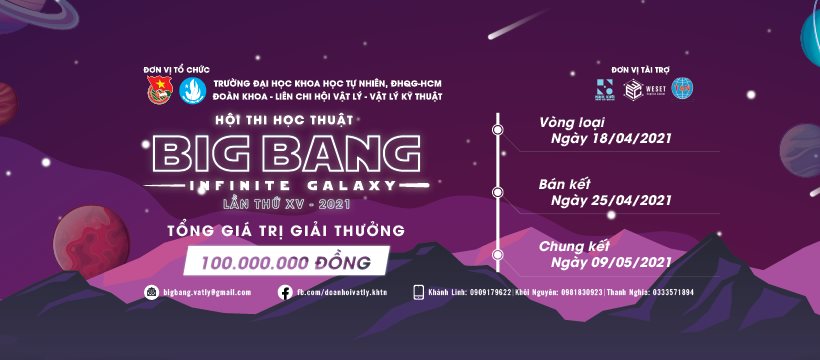 ĐƠN VỊ TỔ CHỨC
TRƯỜNG ĐẠI HỌC KHOA HỌC TỰ NHIÊN, ĐHQG-HCM
ĐOÀN KHOA - LIÊN CHI HỘI VẬT LÝ - VẬT LÝ KỸ THUẬT
HỘI THI HỌC THUẬT
BIG BANG
INFINITE GALAXY
LẦN THỨ XV - 2021
TỔNG GIÁ TRỊ GIẢI THƯỞNG
100.000.000 ĐỒNG
ĐƠN VỊ TÀI TRỢ
WESET
Vòng loại
Ngày 18/04/2021
Bán kết
Ngày 25/04/2021
Chung kết
Ngày 09/05/2021
bigbang.vatly@gmail.com
fb.com/doanhoivatly.khtn
Khánh Linh: 0909179622 | Khôi Nguyên: 0981830923 | Thanh Nghĩa: 0333571894